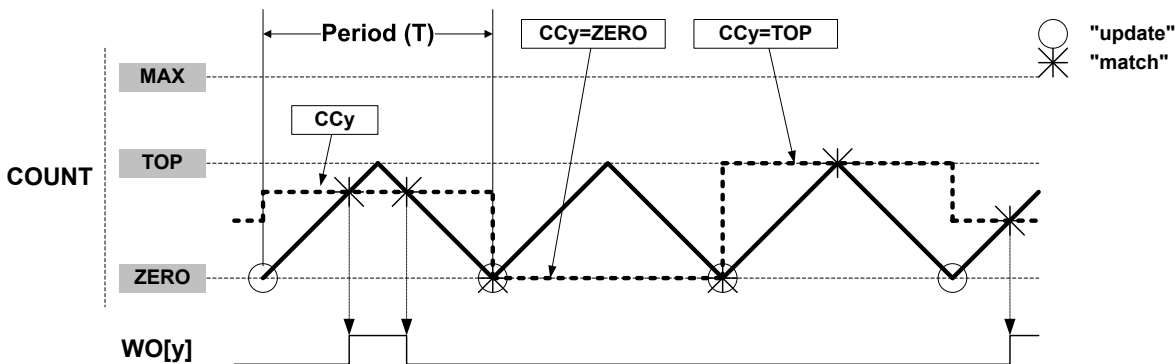 Period (T)
CCy=ZERO
CCy=TOP
"update"
"match"
MAX
CCy
TOP
COUNT
ZERO
WO[y]